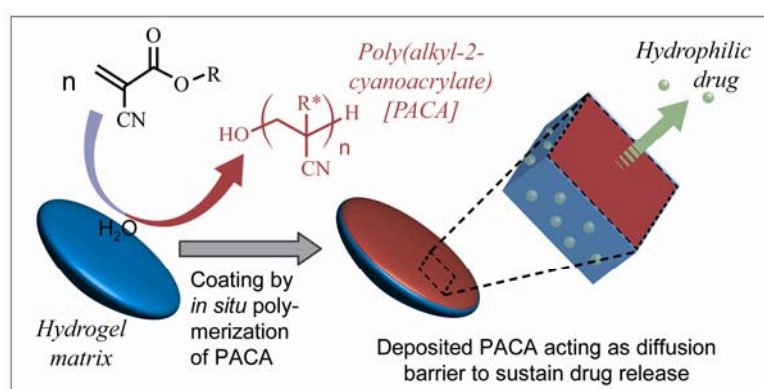 n
O
O
R
CN
Poly(alkyl-2-
cyanoacrylate)
[PACA]
R*
HO
H
n
CN
Hydrophilic
drug
H₂O
Hydrogel
matrix
Coating by
in situ poly-
merization
of PACA
Deposited PACA acting as diffusion
barrier to sustain drug release